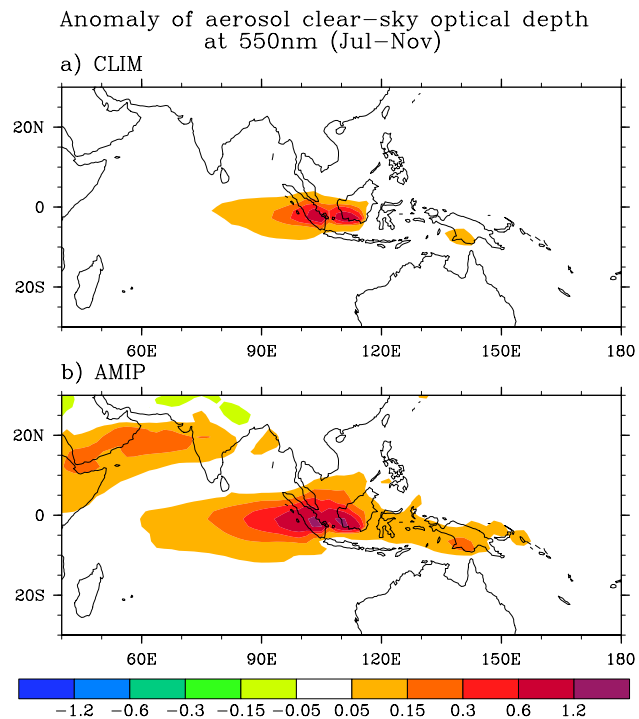 Anomaly of aerosol clear−sky optical depth
at 550nm (Jul−Nov)
a) CLIM
20N
0
20S
60E 90E 120E 150E 180
b) AMIP
20N
0
20S
60E 90E 120E 150E 180
−1.2 −0.6 −0.3 −0.15 −0.05 0.05 0.15 0.3 0.6 1.2